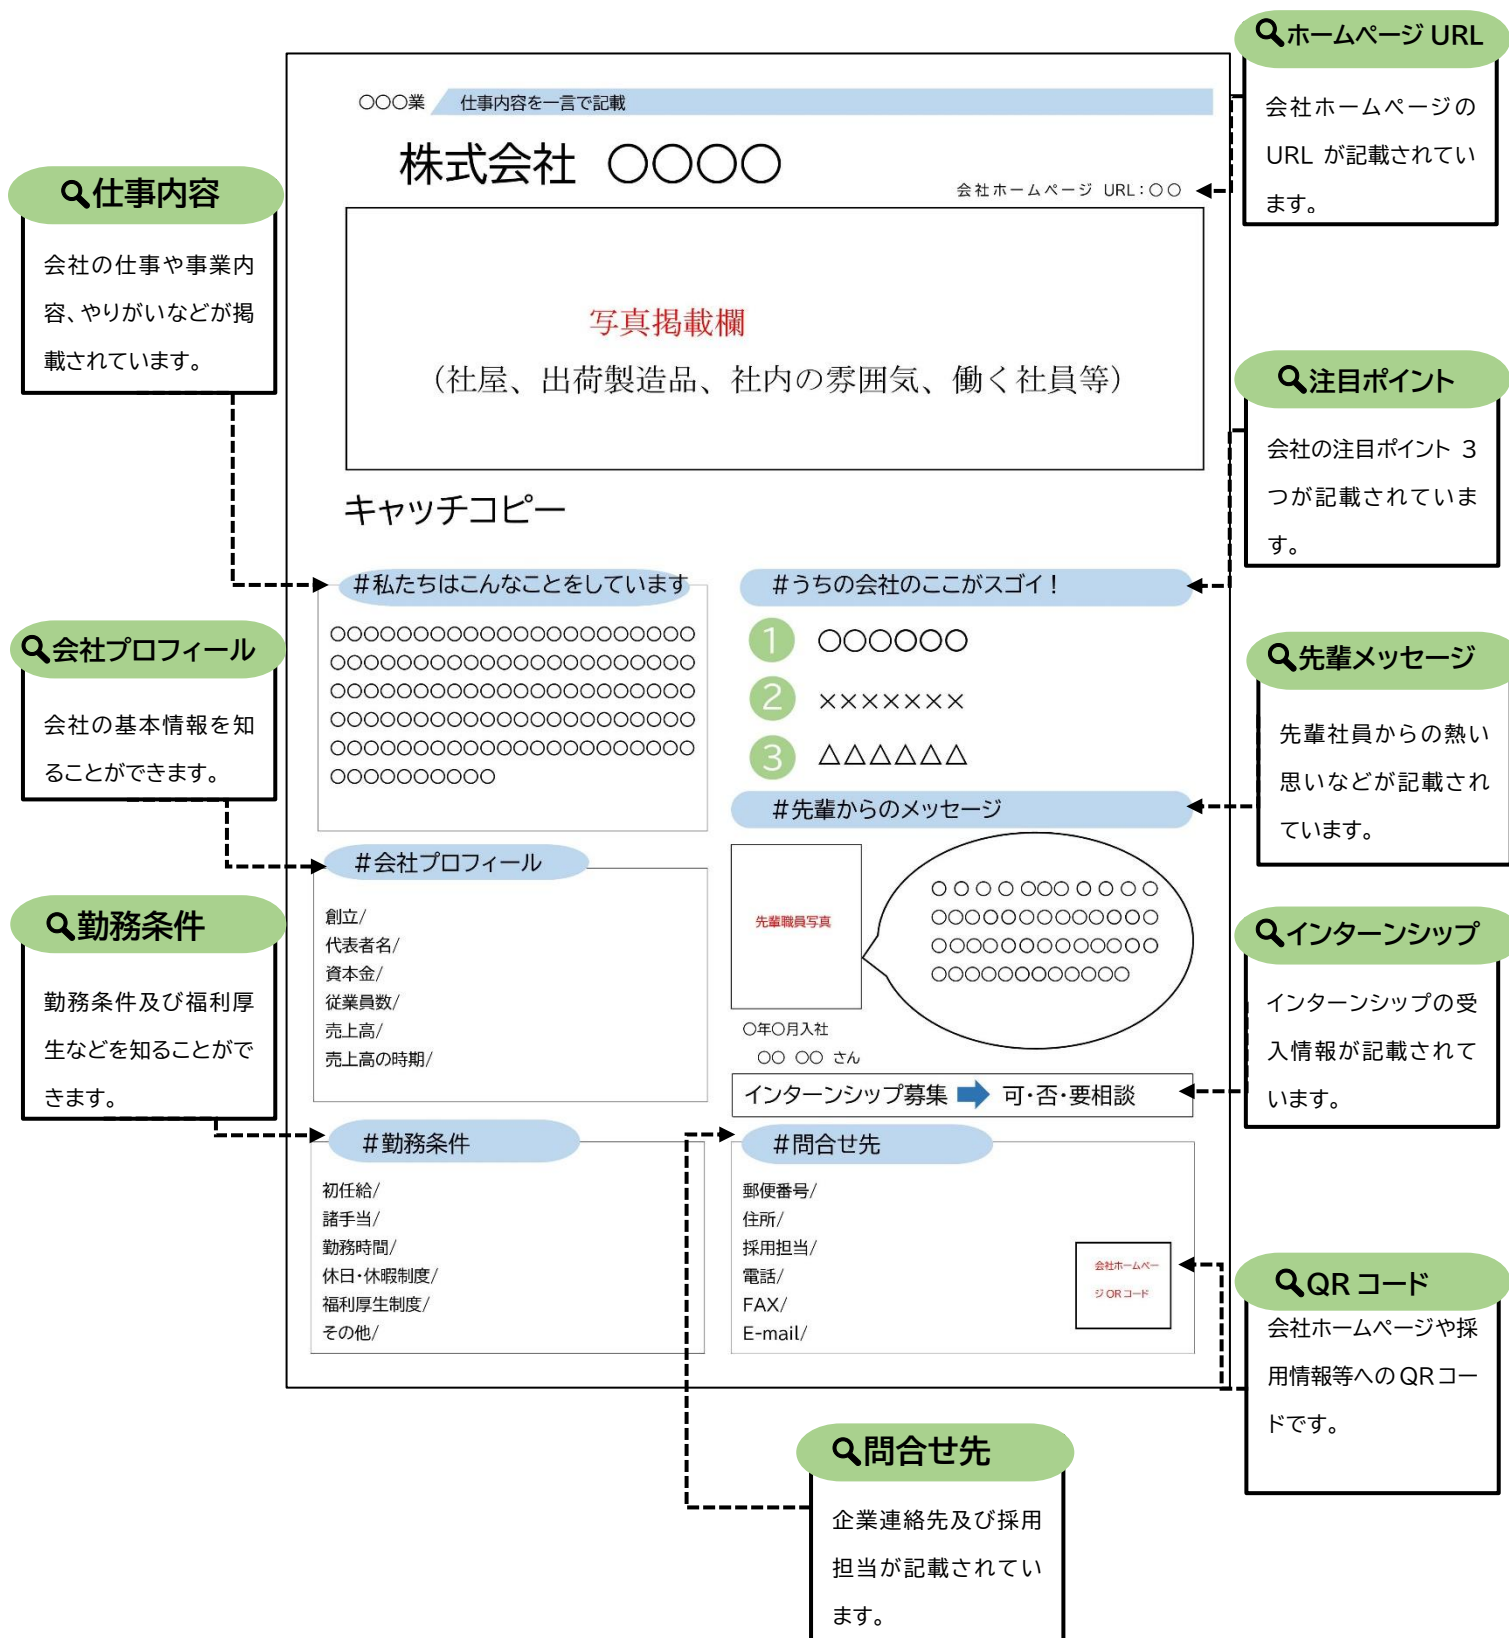 ホームページ URL
会社ホームページの
URL が記載されてい
ます。
○○○業 仕事内容を一言で記載
株式会社 ○○○○
会社ホームページ URL:○○
仕事内容
会社の仕事や事業内
容、やりがいなどが掲
載されています。
写真掲載欄
(社屋、出荷製造品、社内の雰囲気、働く社員等)
注目ポイント
会社の注目ポイント 3
つが記載されていま
す。
キャッチコピー
#私たちはこんなことをしています
○○○○○○○○○○○○○○○○○○○○○○
○○○○○○○○○○○○○○○○○○○○○○
○○○○○○○○○○○○○○○○○○○○○○
○○○○○○○○○○○○○○○○○○○○○○
○○○○○○○○○○○○○○○○○○○○○○
○○○○○○○○○○
#うちの会社のここがスゴイ!
1 ○○○○○○
2 ×××××××
3 △△△△△△
会社プロフィール
会社の基本情報を知
ることができます。
先輩メッセージ
先輩社員からの熱い
思いなどが記載され
ています。
#会社プロフィール
創立/
代表者名/
資本金/
従業員数/
売上高/
売上高の時期/
#先輩からのメッセージ
先輩職員写真
○ ○ ○ ○ ○○○ ○ ○ ○ ○
○○○○○○○○○○○○○
○○○○○○○○○○○○○
○○○○○○○○○○○○
○年○月入社
○○ ○○ さん
インターンシップ募集 可・否・要相談
勤務条件
勤務条件及び福利厚
生などを知ることがで
きます。
インターンシップ
インターンシップの受
入情報が記載されて
います。
#勤務条件
初任給/
諸手当/
勤務時間/
休日・休暇制度/
福利厚生制度/
その他/
#問合せ先
郵便番号/
住所/
採用担当/
電話/
FAX/
E-mail/
会社ホームペー
ジ QR コード
QR コード
会社ホームページや採
用情報等への QR コー
ドです。
問合せ先
企業連絡先及び採用
担当が記載されてい
ます。